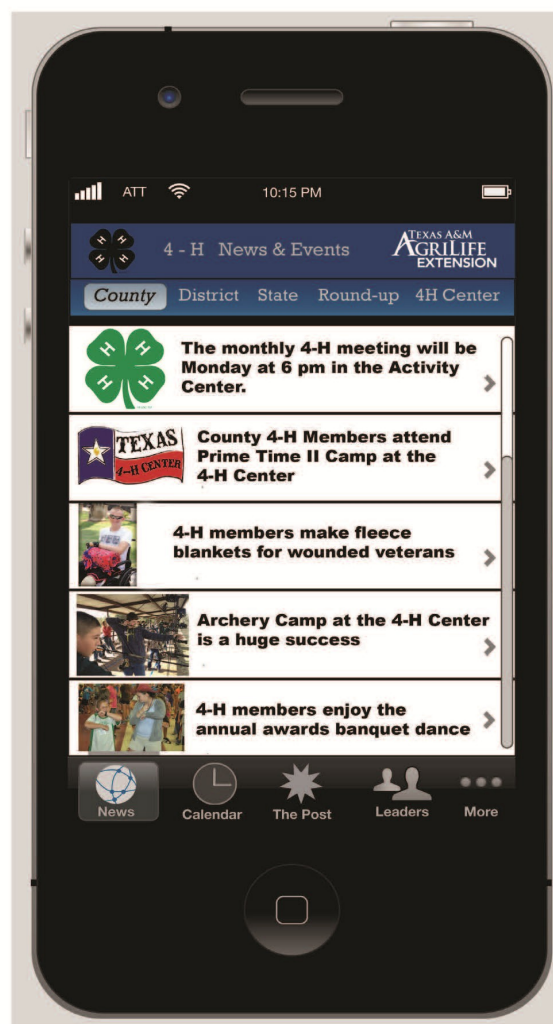 ATT 10:15 PM
H H H H
4 - H News & Events
TEXAS A&M
AGRILIFE
EXTENSION
County District State Round-up 4H Center
H H H H
The monthly 4-H meeting will be
Monday at 6 pm in the Activity
Center.
TEXAS
4-H CENTER
County 4-H Members attend
Prime Time II Camp at the
4-H Center
4-H members make fleece
blankets for wounded veterans
Archery Camp at the 4-H Center
is a huge success
4-H members enjoy the
annual awards banquet dance
News Calendar The Post Leaders More